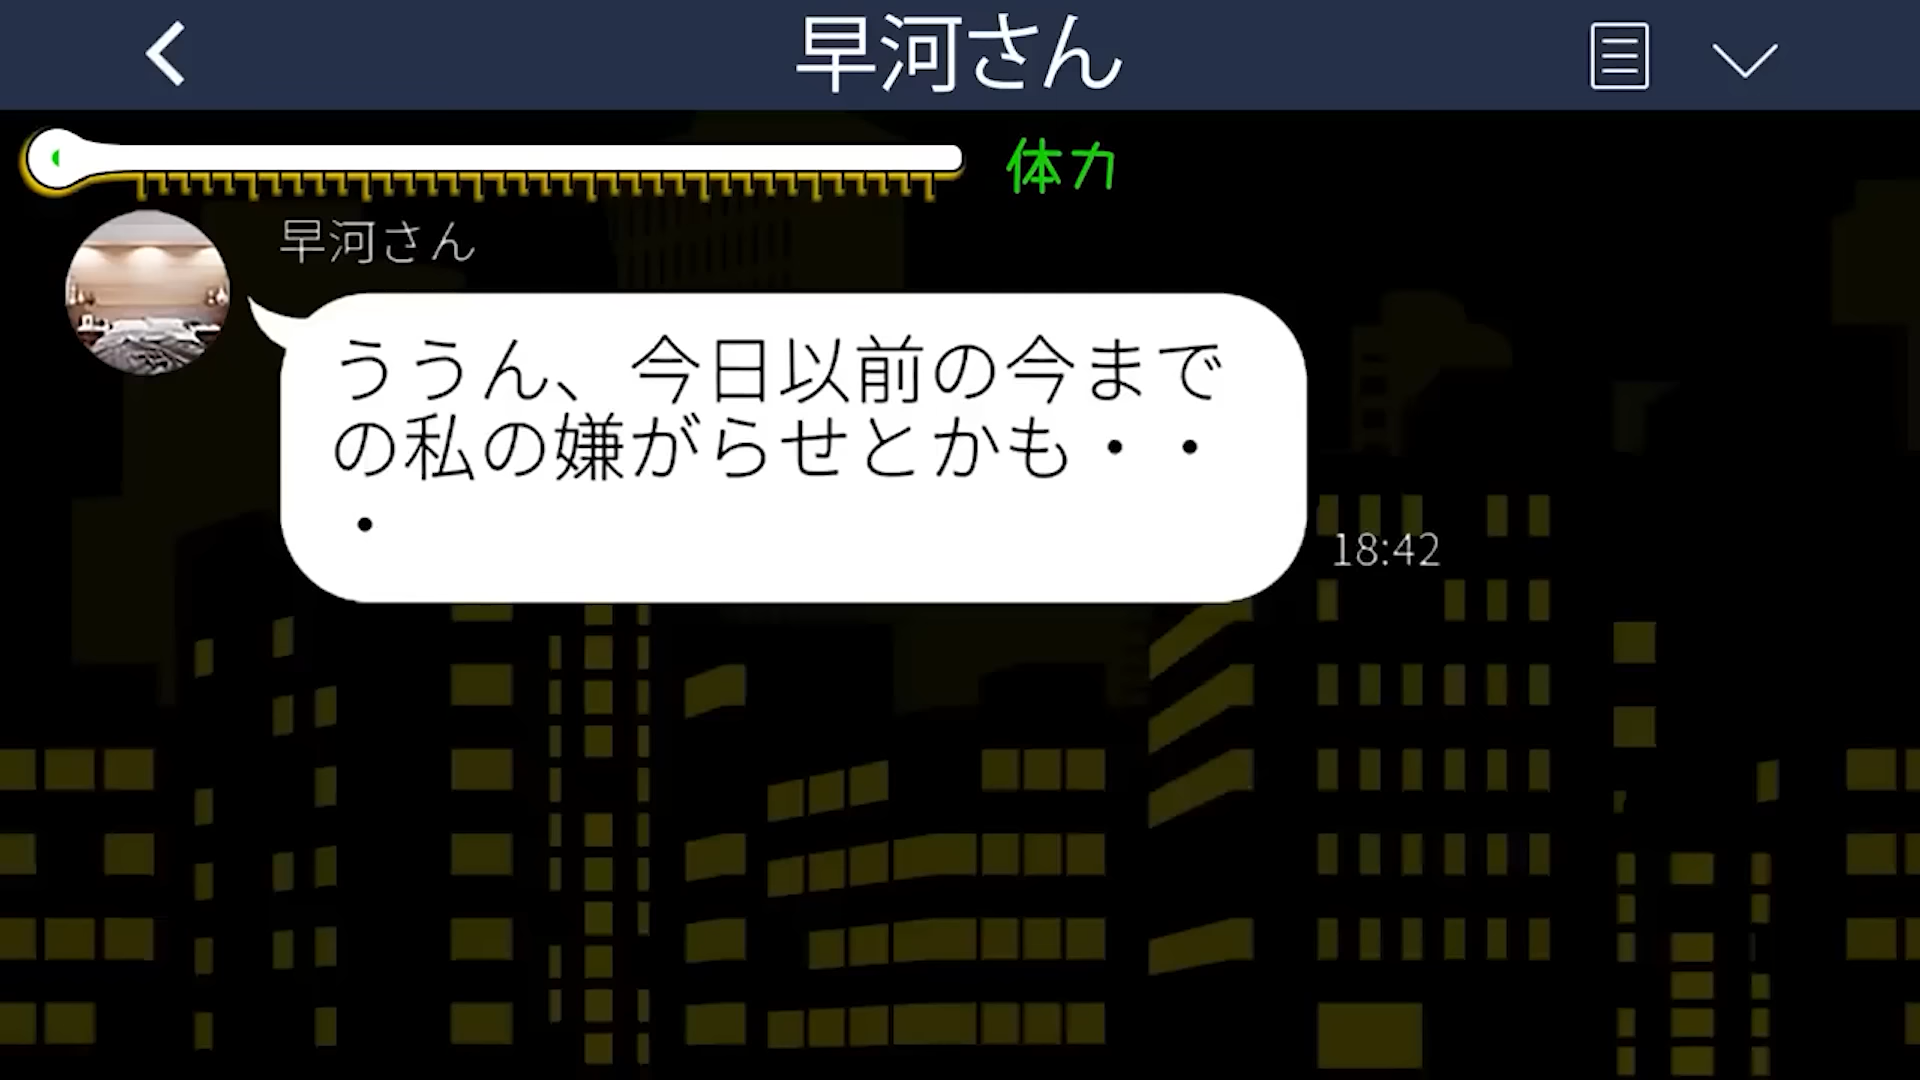 早河さん
体力
早河さん
ううん、今日以前の今まで
の私の嫌がらせとかも・・
・
18:42